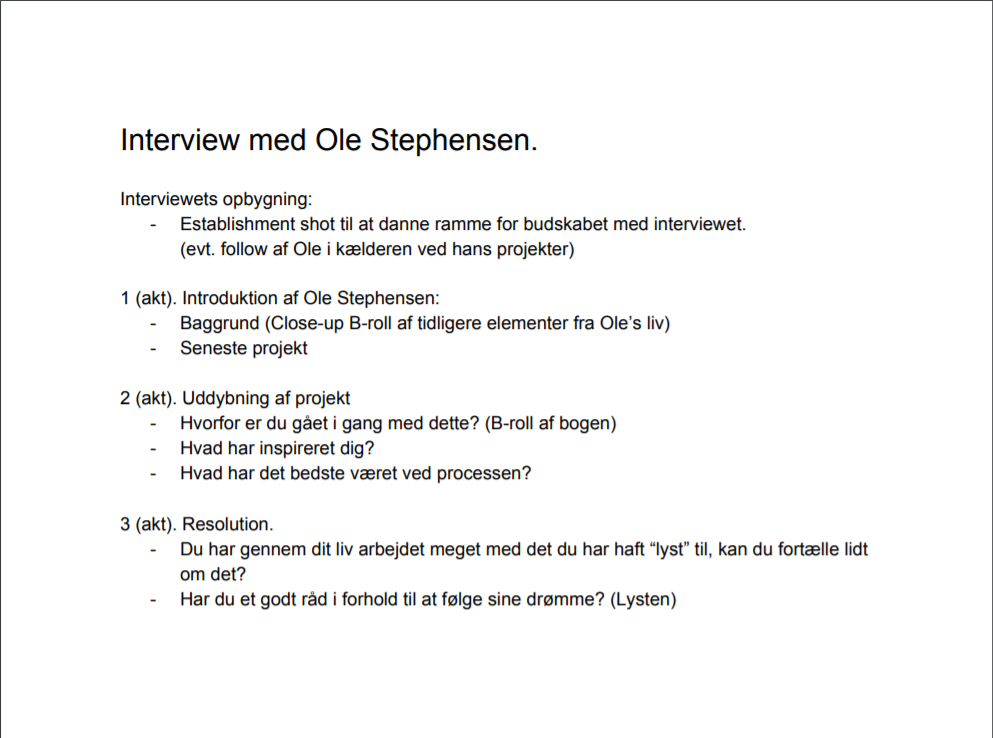 Interview med Ole Stephensen.
Interviewets opbygning:
- Establishment shot til at danne ramme for budskabet med interviewet.
(evt. follow af Ole i kælderen ved hans projekter)
1 (akt). Introduktion af Ole Stephensen:
- Baggrund (Close-up B-roll af tidligere elementer fra Ole’s liv)
- Seneste projekt
2 (akt). Uddybning af projekt
- Hvorfor er du gået i gang med dette? (B-roll af bogen)
- Hvad har inspireret dig?
- Hvad har det bedste været ved processen?
3 (akt). Resolution.
- Du har gennem dit liv arbejdet meget med det du har haft “lyst” til, kan du fortælle lidt
om det?
- Har du et godt råd i forhold til at følge sine drømme? (Lysten)